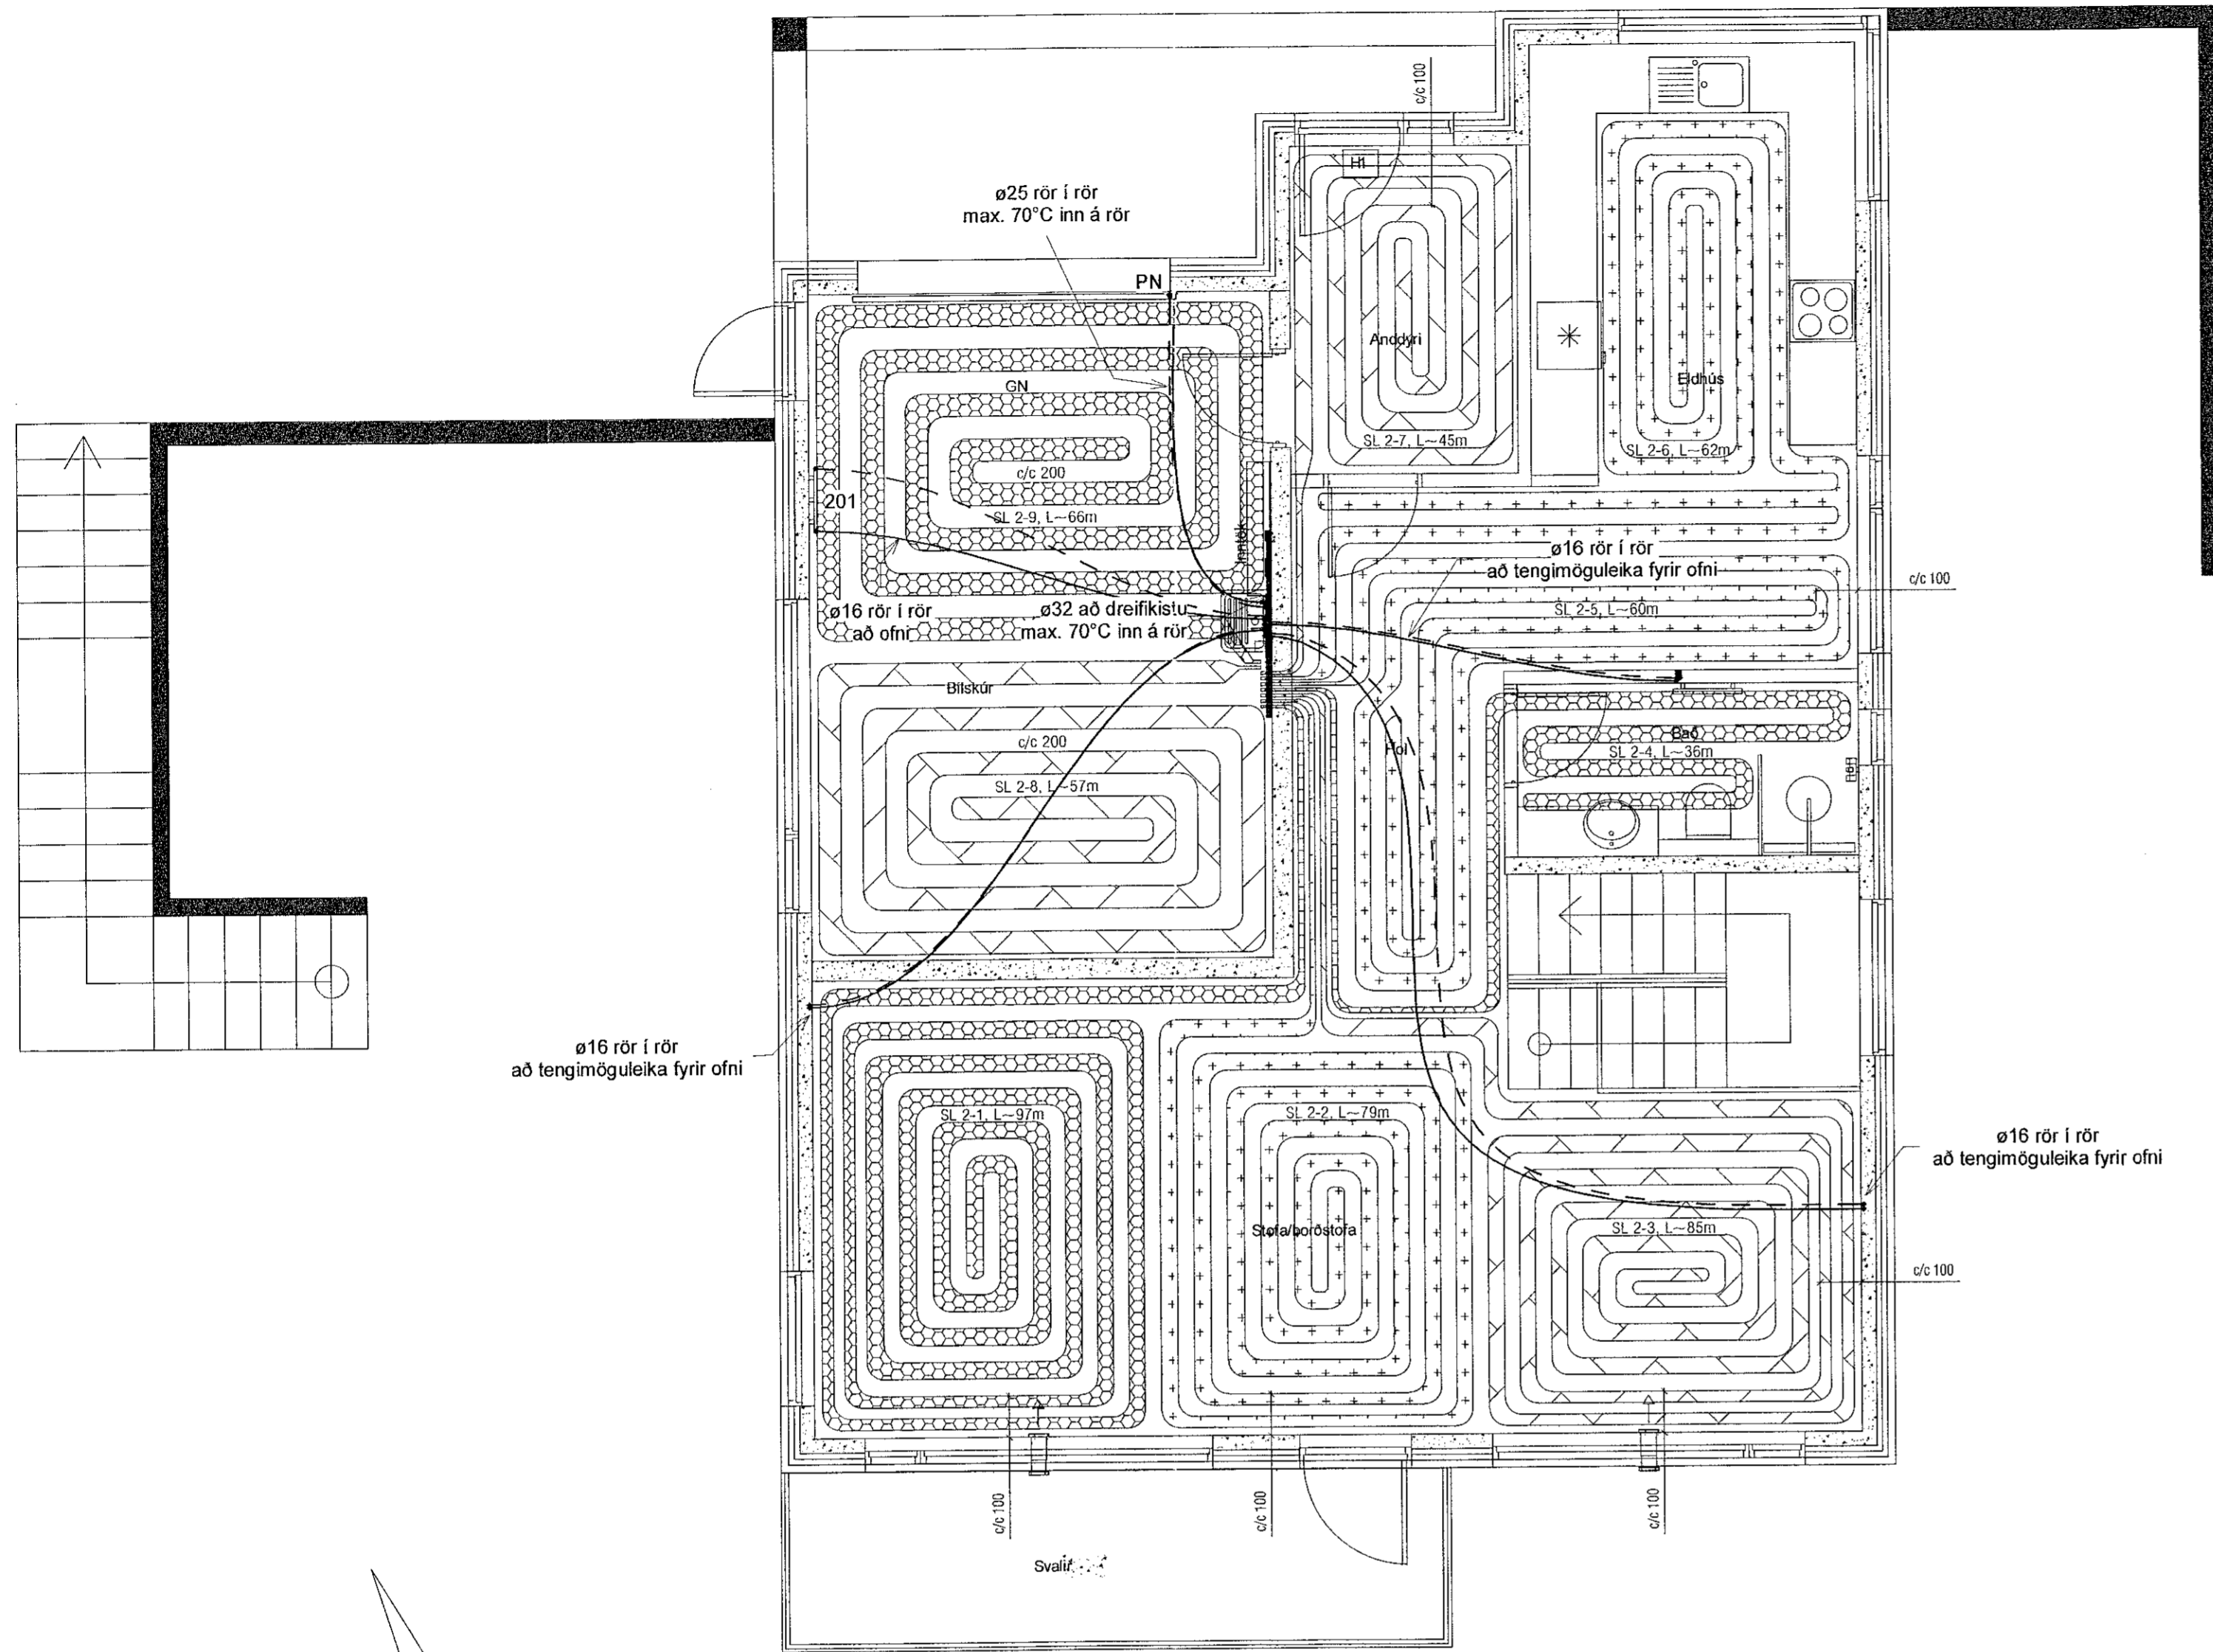 c/c 100
H1
ø25 rör í rör
max. 70°C inn á rör
PN
Anddyri
Eldhús
GN
SL 2-7, L~45m
SL 2-6, L~62m
c/c 200
201
SL 2-9, L~66m
Inntök
ø16 rör í rör
að tengimöguleika fyrir ofni
c/c 100
ø16 rör í rör
að ofni
ø32 að dreifikistu
max. 70°C inn á rör
SL 2-5, L~60m
Bílskúr
c/c 200
SL 2-8, L~57m
Hol
Bað
SL 2-4, L~36m
ø16 rör í rör
að tengimöguleika fyrir ofni
SL 2-1, L~97m
SL 2-2, L~79m
ø16 rör í rör
að tengimöguleika fyrir ofni
Stofa/borðstofa
SL 2-3, L~85m
c/c 100
c/c 100
c/c 100
c/c 100
Svalir